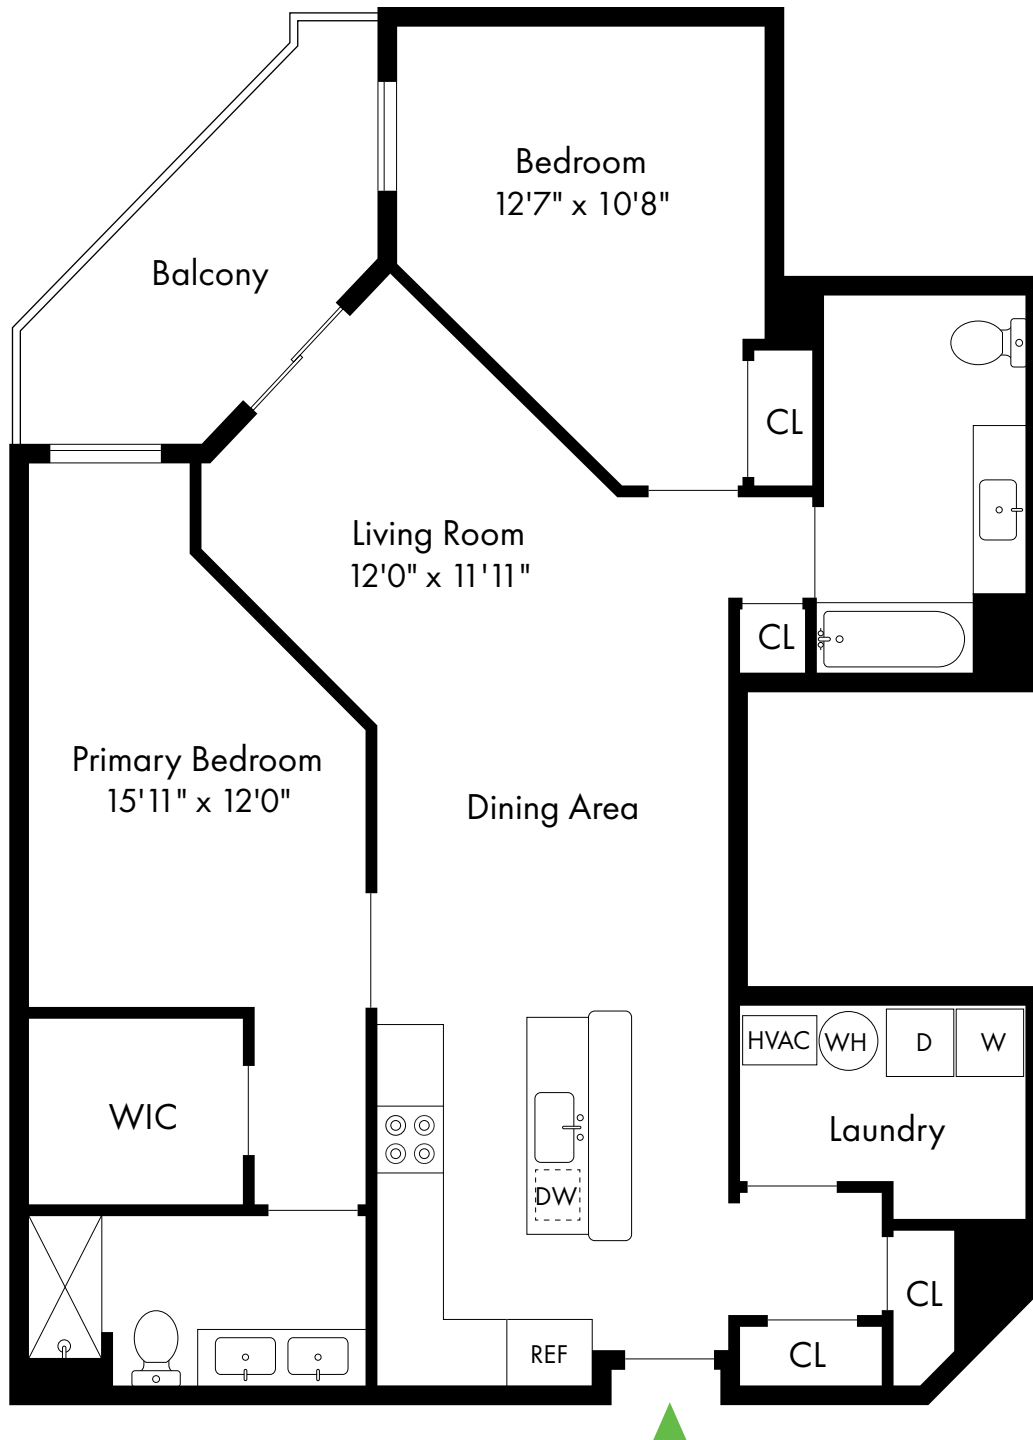 Bedroom
12'7" x 10'8"
Balcony
CL
Living Room
12'0" x 11'11"
CL
Primary Bedroom
15'11" x 12'0"
Dining Area
HVAC
WH
D
W
WIC
Laundry
DW
CL
REF
CL